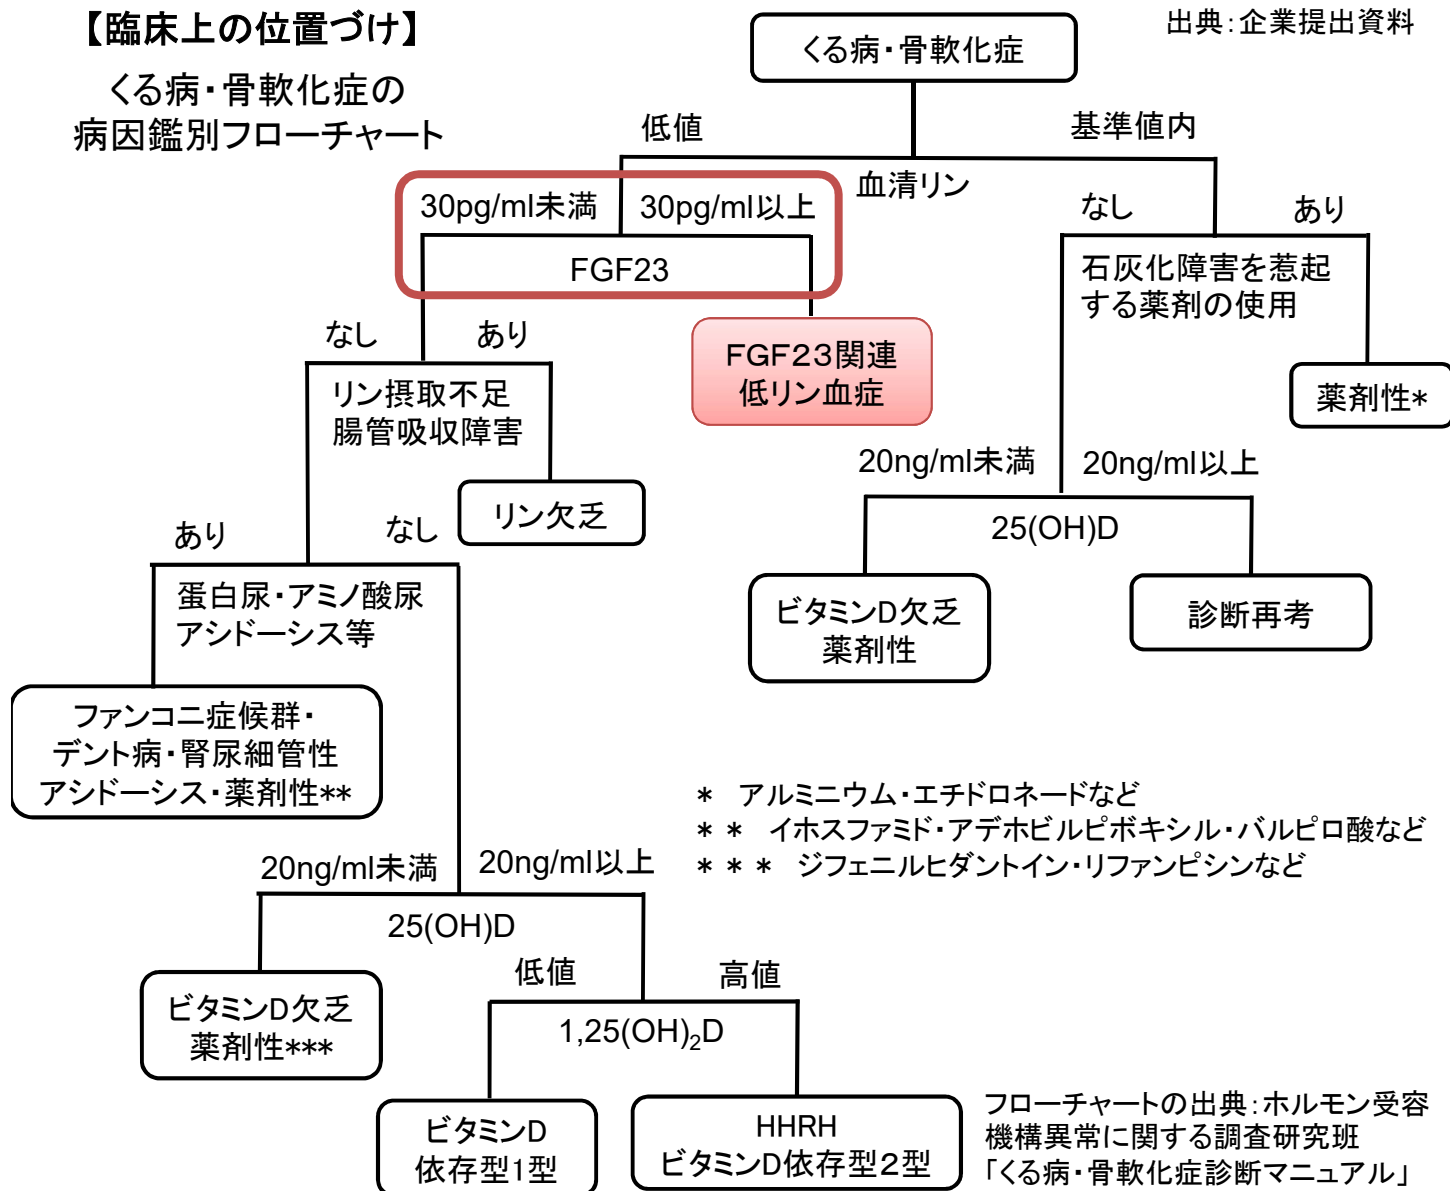 【臨床上の位置づけ】
くる病・骨軟化症の
病因鑑別フローチャート
出典：企業提出資料
くる病・骨軟化症
低値
基準値内
血清リン
30pg/ml未満
30pg/ml以上
FGF23
なし
あり
石灰化障害を惹起
する薬剤の使用
なし
あり
FGF23関連
低リン血症
リン摂取不足
腸管吸収障害
薬剤性*
20ng/ml未満
20ng/ml以上
25(OH)D
リン欠乏
あり
なし
蛋白尿・アミノ酸尿
アシドーシス等
ビタミンD欠乏
薬剤性
診断再考
ファンコニ症候群・
デント病・腎尿細管性
アシドーシス・薬剤性**
* アルミニウム・エチドロネードなど
** イホスファミド・アデホビルピボキシル・バルピロ酸など
*** ジフェニルヒダントイン・リファンピシンなど
20ng/ml未満
20ng/ml以上
25(OH)D
低値
高値
ビタミンD欠乏
薬剤性***
1,25(OH)₂D
ビタミンD
依存型1型
HHRH
ビタミンD依存型2型
フローチャートの出典：ホルモン受容
機構異常に関する調査研究班
「くる病・骨軟化症診断マニュアル」